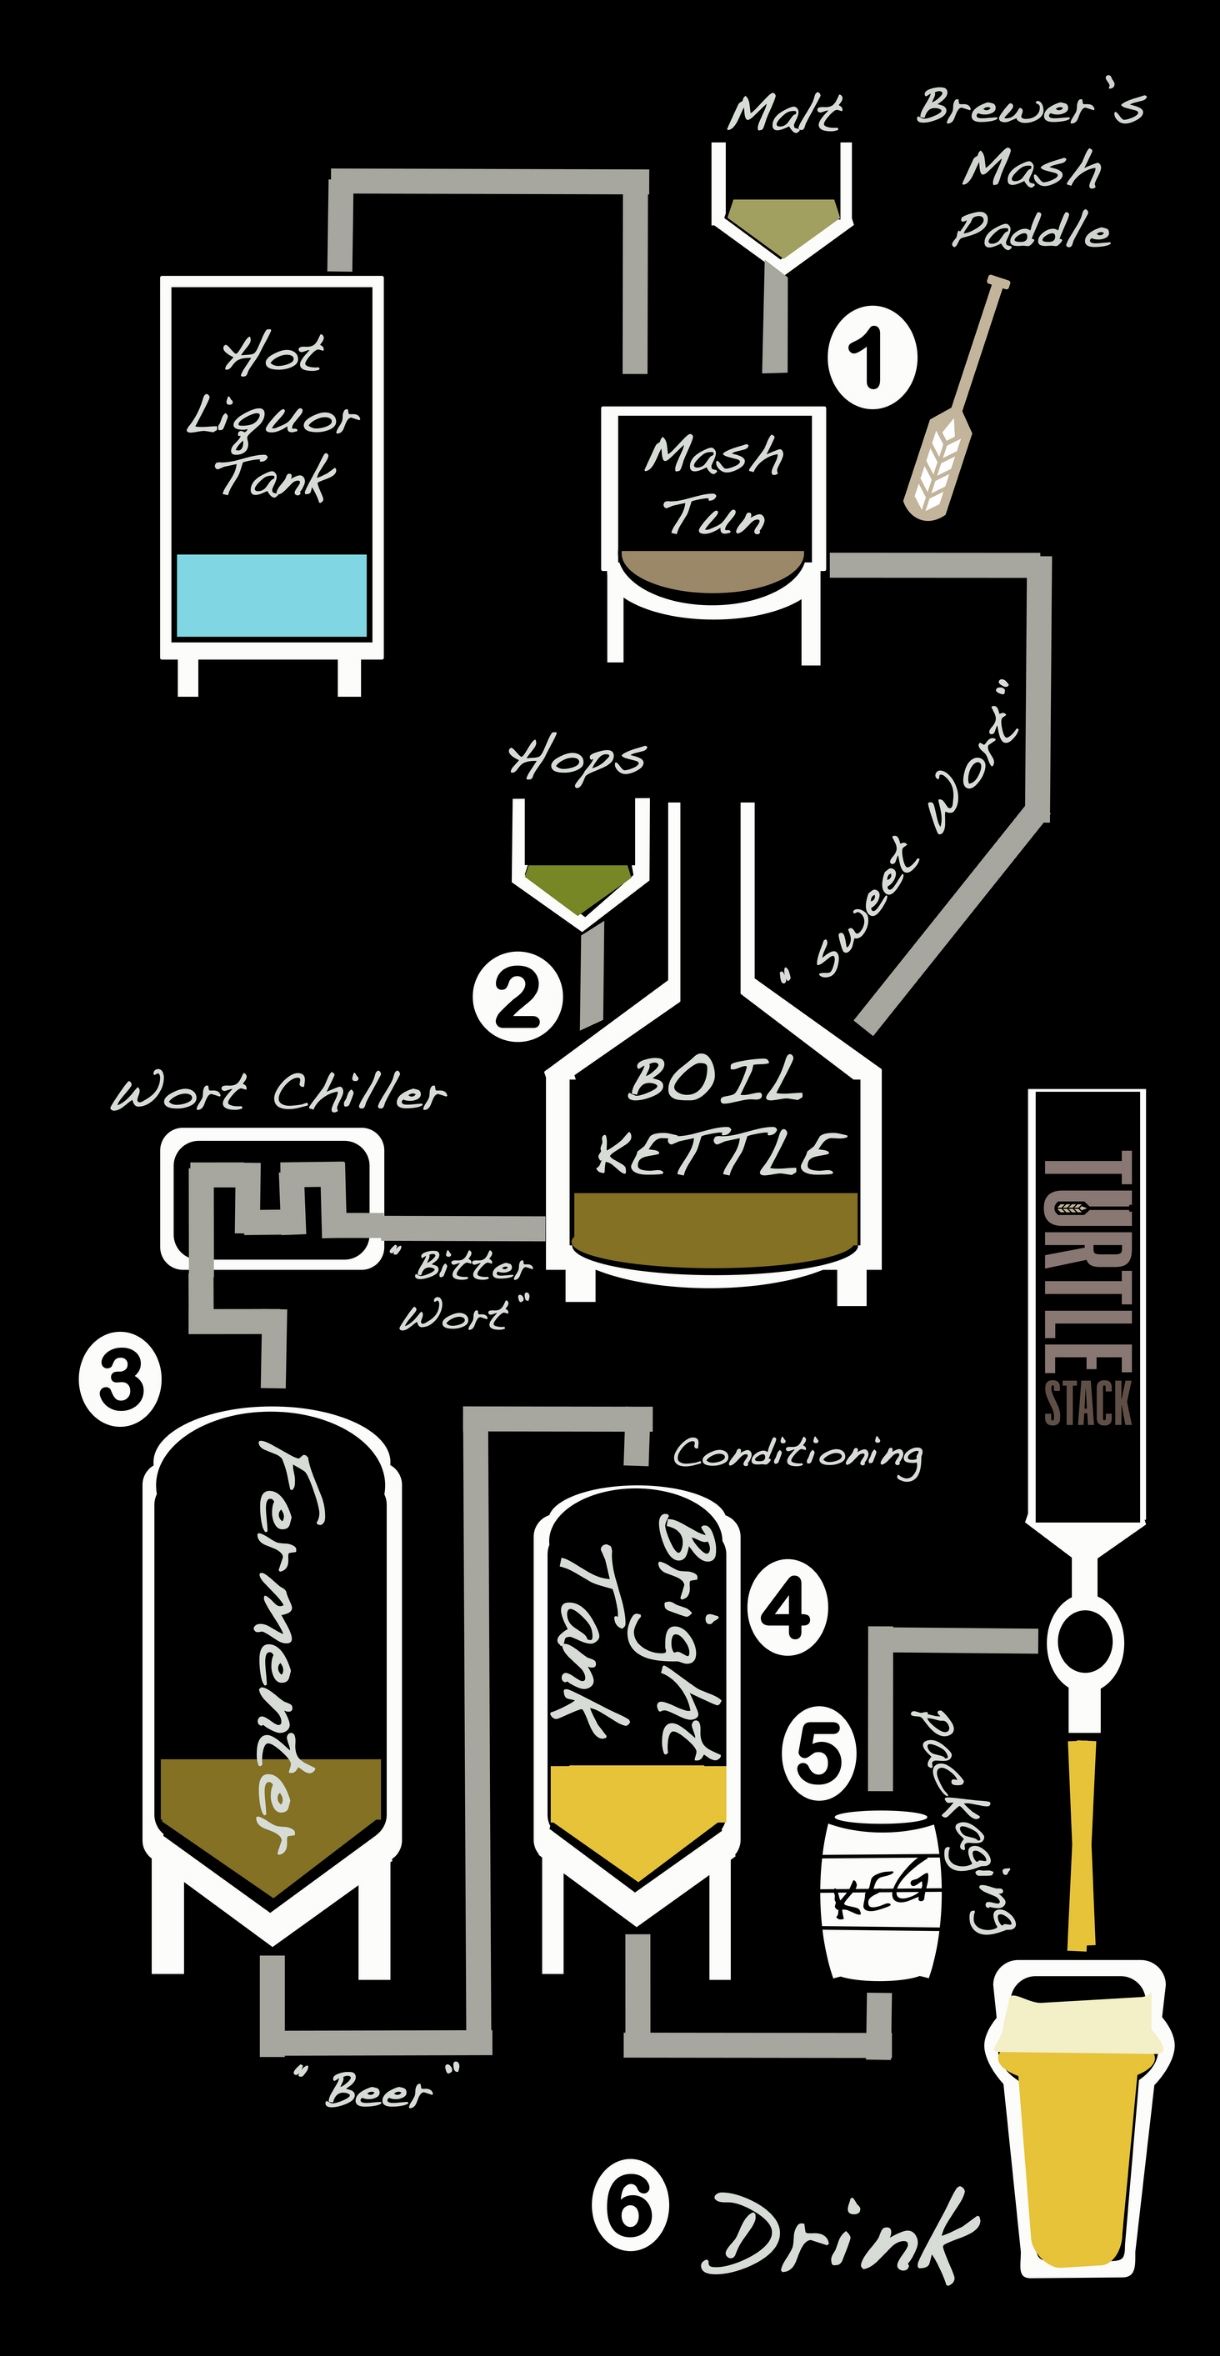 Malt
Brewer's
Mash
Paddle
1
Hot
Liquor
Tank
Mash
Tun
"Sweet Wort"
Hops
2
BOIL
KETTLE
Wort Chiller
"Bitter
Wort"
3
Fermenter
Conditioning
Bright
Tank
4
TURTLE
STACK
5
Packaging
KEG
"Beer"
6
Drink